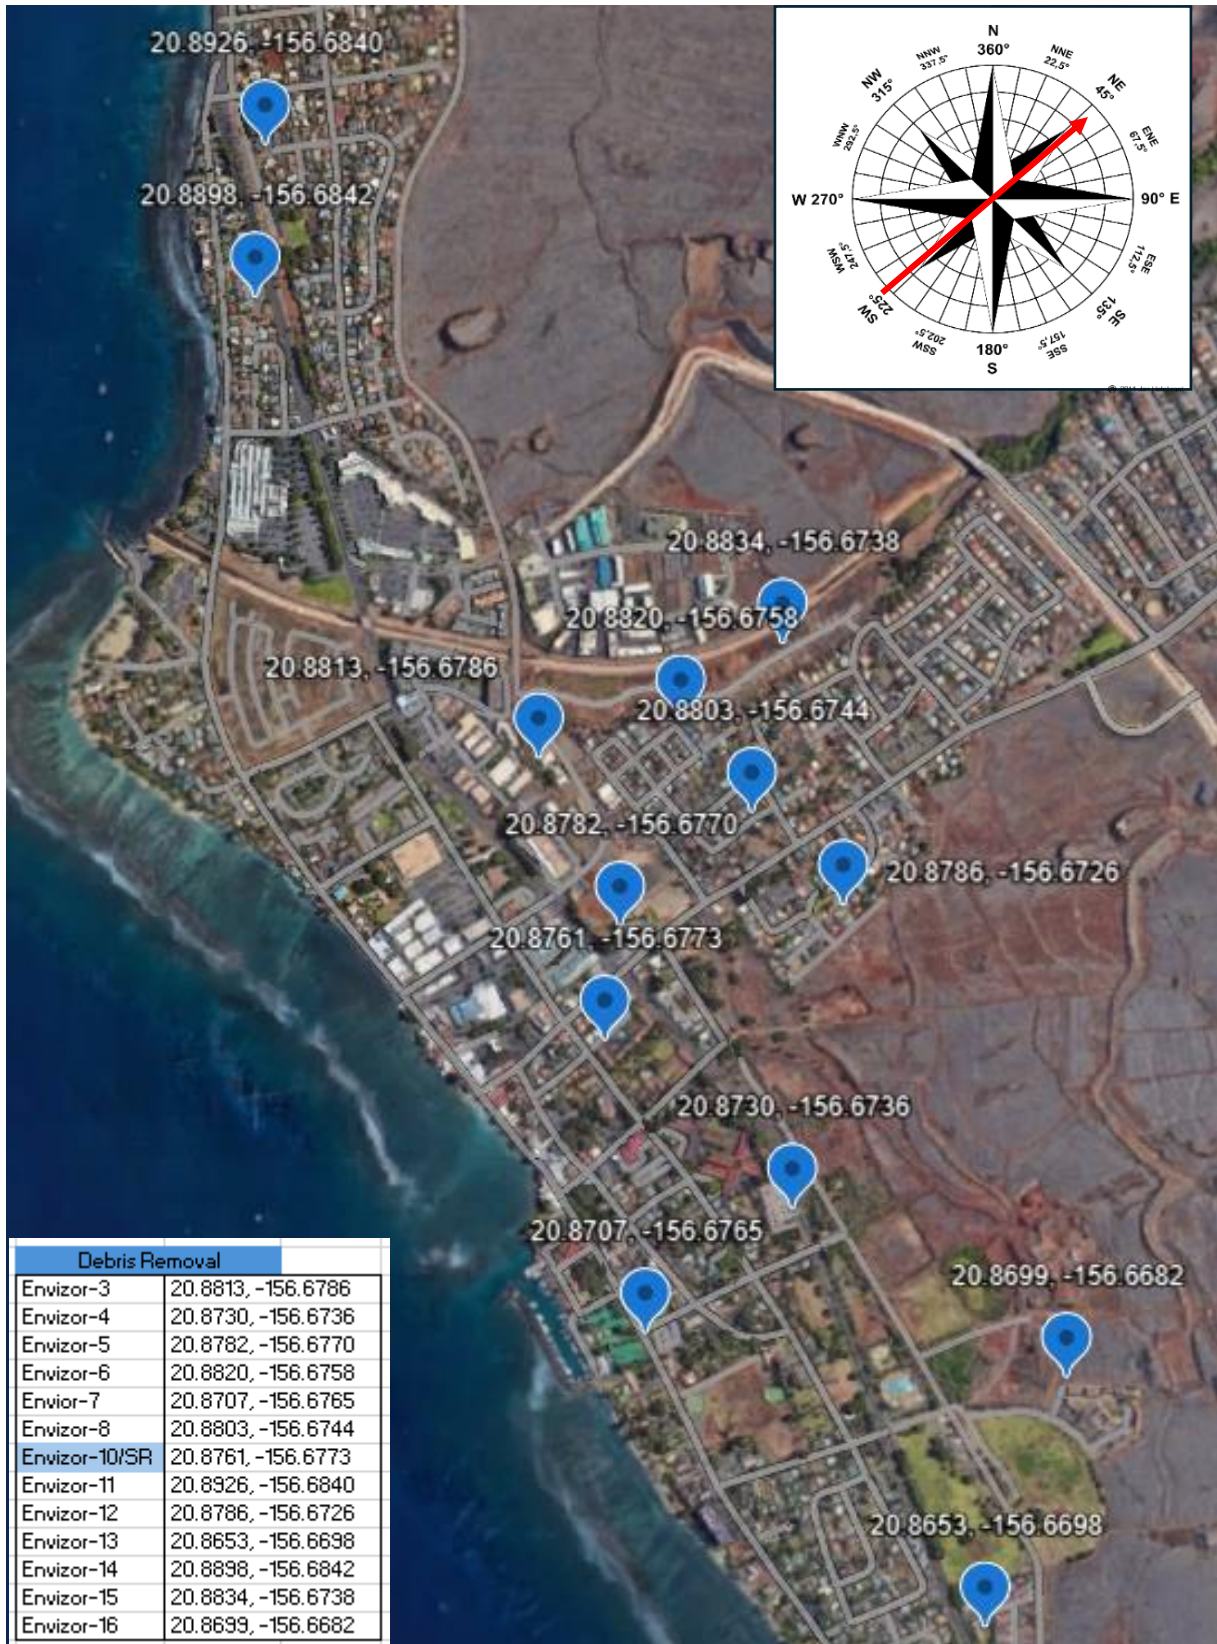 20.8926, -156.6840
20.8898, -156.6842
N
360°
NNE
22,5°
NE
45°
ENE
67,5°
90° E
ESE
112,5°
SE
135°
SSE
157,5°
180°
S
SSW
202,5°
SW
225°
WSW
247,5°
W 270°
WNW
292,5°
NW
315°
NNW
337,5°
20.8834, -156.6738
20.8820, -156.6758
20.8813, -156.6786
20.8803, -156.6744
20.8782, -156.6770
20.8786, -156.6726
20.8761, -156.6773
20.8730, -156.6736
20.8707, -156.6765
20.8699, -156.6682
20.8653, -156.6698
Debris Removal
Envizor-3 20.8813, -156.6786
Envizor-4 20.8730, -156.6736
Envizor-5 20.8782, -156.6770
Envizor-6 20.8820, -156.6758
Envior-7 20.8707, -156.6765
Envizor-8 20.8803, -156.6744
Envizor-10/SR 20.8761, -156.6773
Envizor-11 20.8926, -156.6840
Envizor-12 20.8786, -156.6726
Envizor-13 20.8653, -156.6698
Envizor-14 20.8898, -156.6842
Envizor-15 20.8834, -156.6738
Envizor-16 20.8699, -156.6682